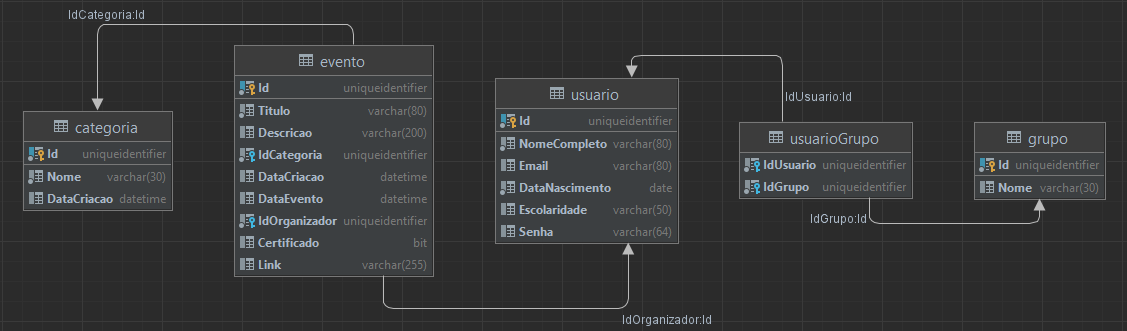 IdCategoria:Id
evento
Id uniqueidentifier
Titulo varchar(80)
Descricao varchar(200)
IdCategoria uniqueidentifier
DataCriacao datetime
DataEvento datetime
IdOrganizador uniqueidentifier
Certificado bit
Link varchar(255)
categoria
Id uniqueidentifier
Nome varchar(30)
DataCriacao datetime
usuario
Id uniqueidentifier
NomeCompleto varchar(80)
Email varchar(80)
DataNascimento date
Escolaridade varchar(50)
Senha varchar(64)
IdOrganizador:Id
IdUsuario:Id
usuarioGrupo
IdUsuario uniqueidentifier
IdGrupo uniqueidentifier
IdGrupo:Id
grupo
Id uniqueidentifier
Nome varchar(30)